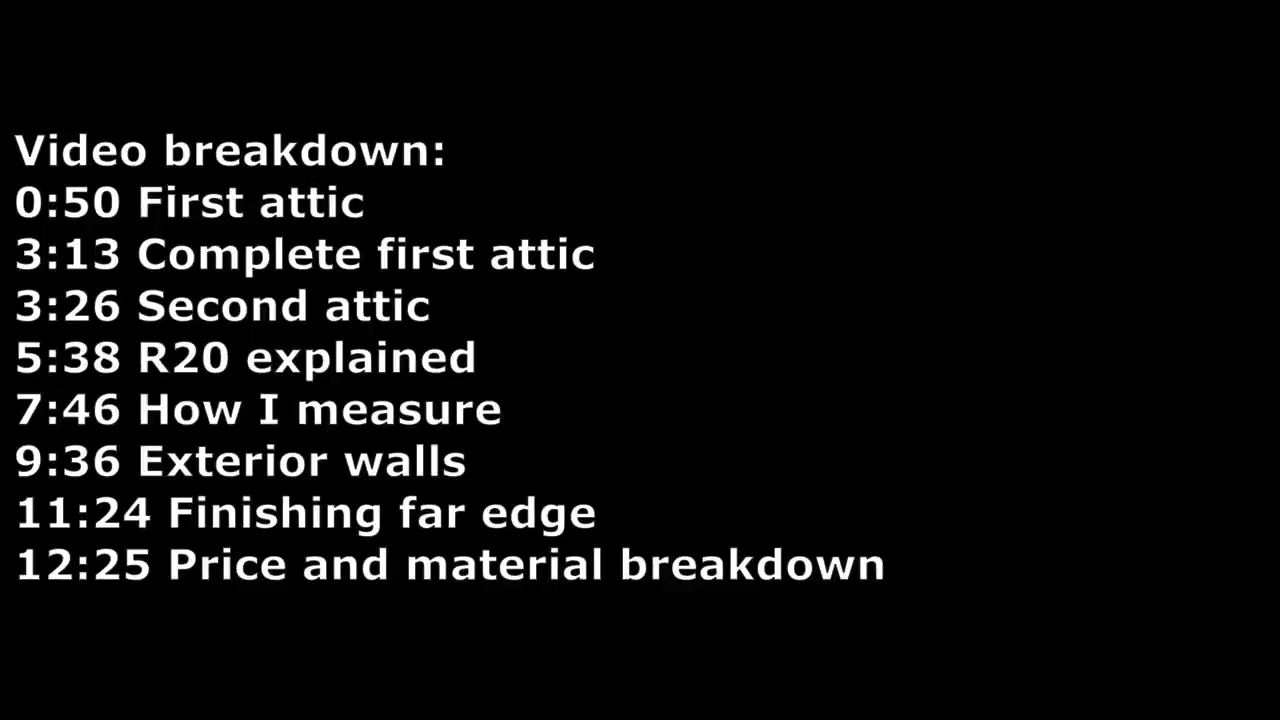 Video breakdown:
0:50 First attic
3:13 Complete first attic
3:26 Second attic
5:38 R20 explained
7:46 How I measure
9:36 Exterior walls
11:24 Finishing far edge
12:25 Price and material breakdown